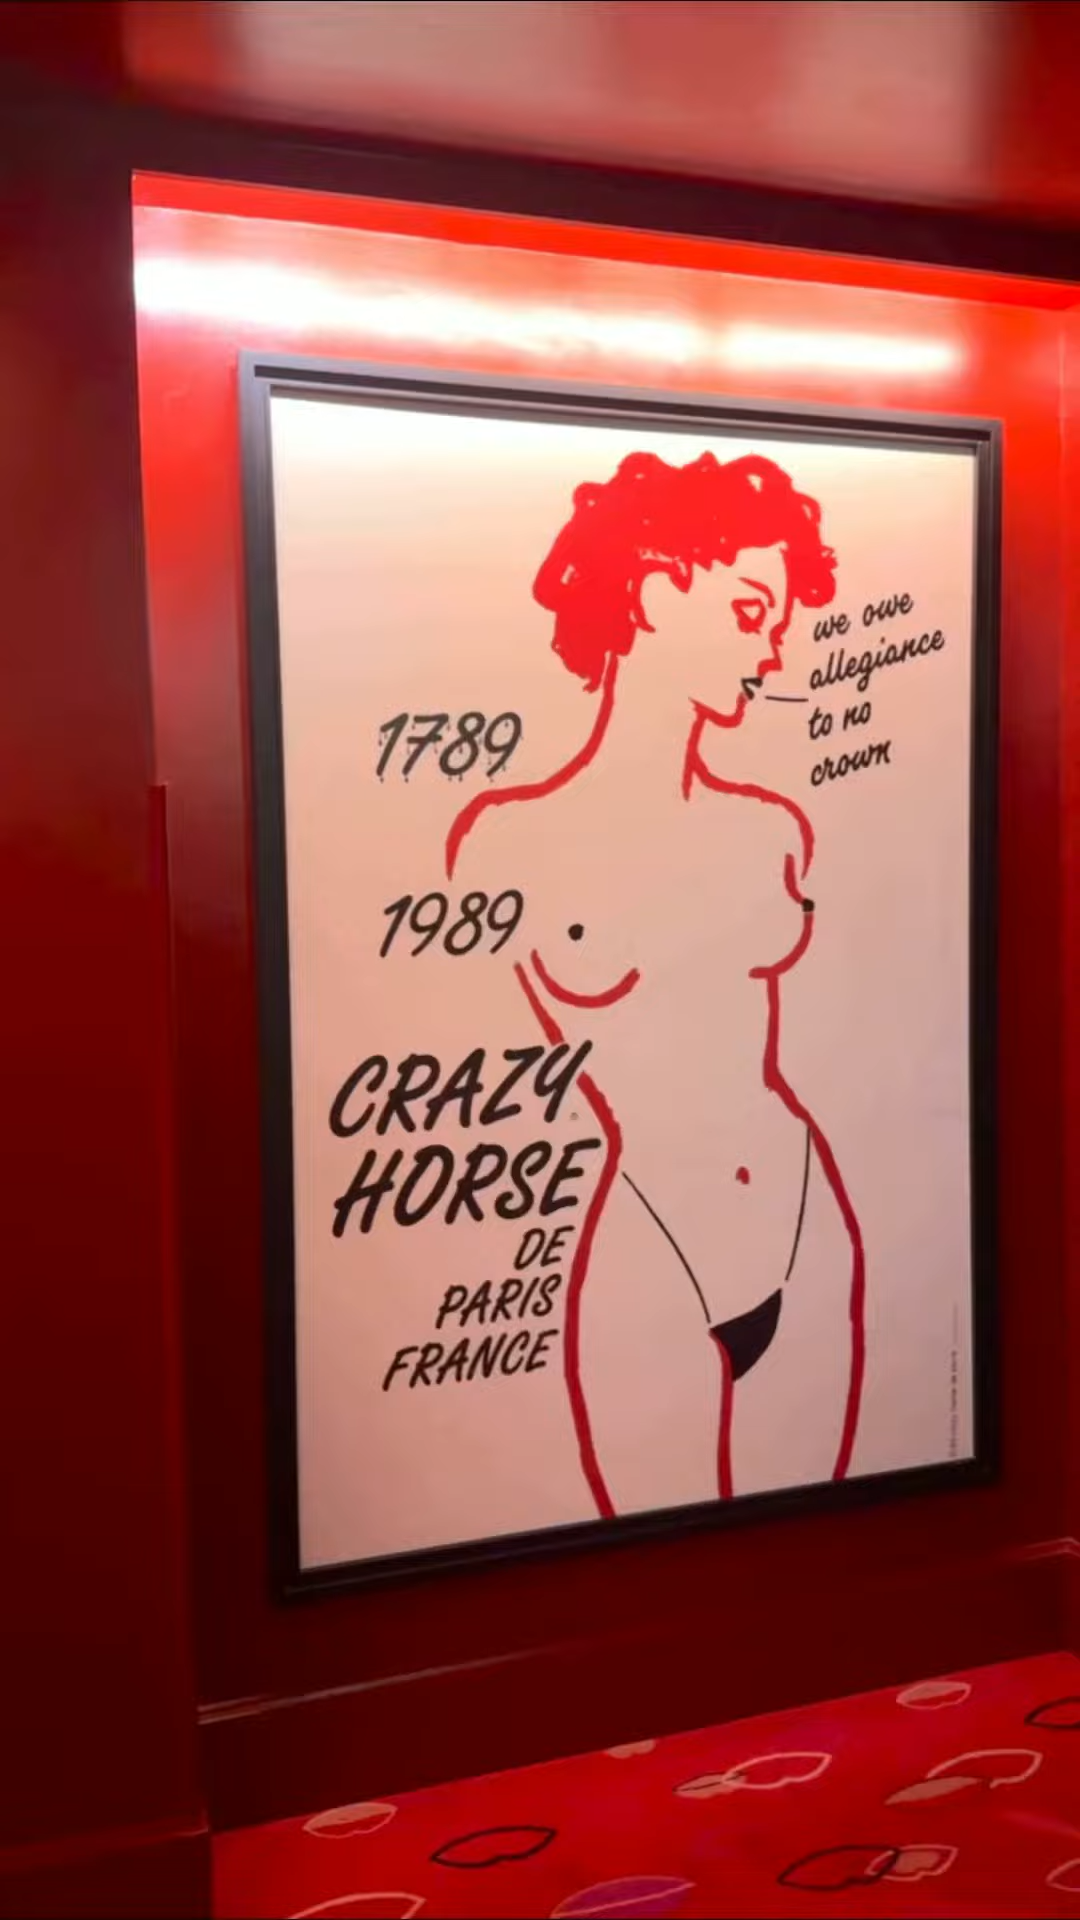 we owe
allegiance
to no
crown
1789
1989
CRAZY
HORSE
DE
PARIS
FRANCE